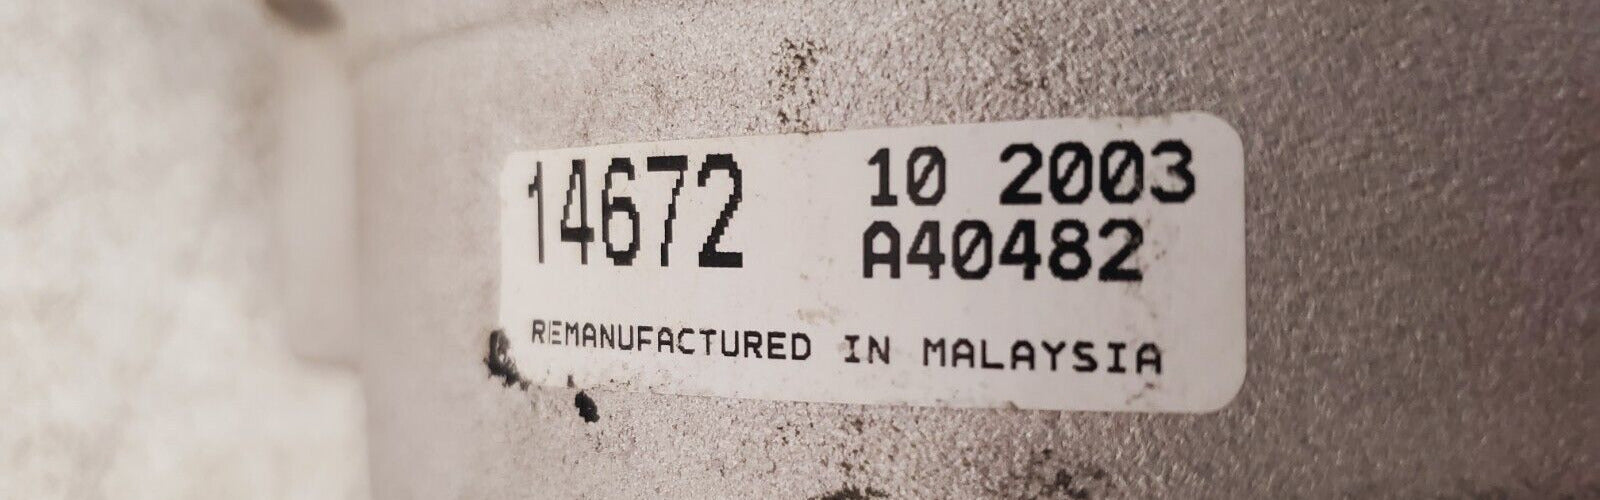 14672 10 2003
A40482
REMANUFACTURED IN MALAYSIA